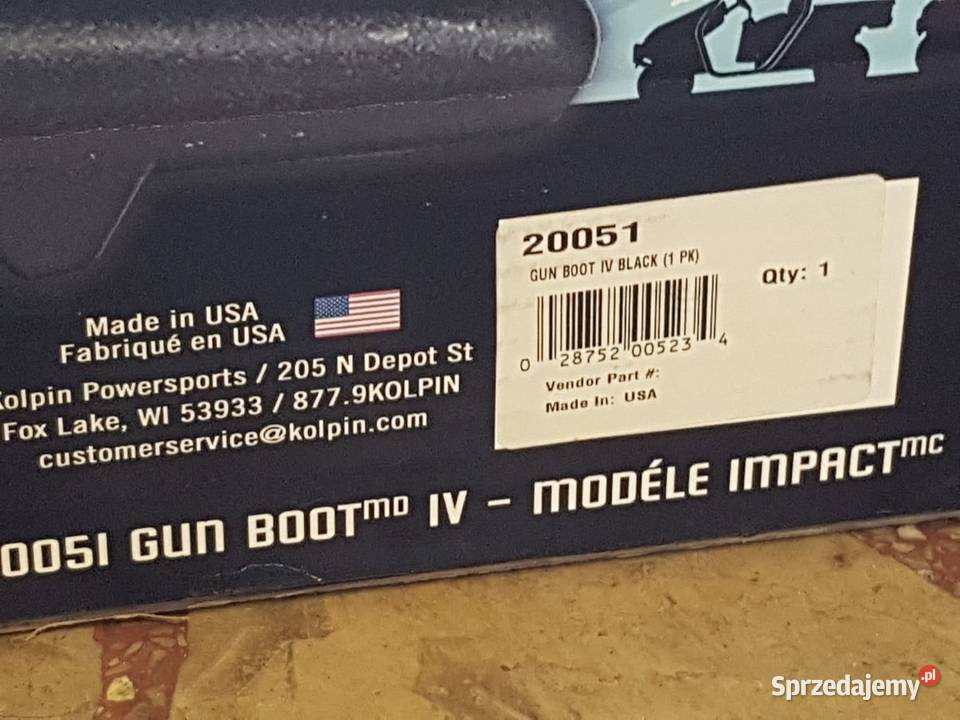 20051
GUN BOOT IV BLACK (1 PK)
Qty: 1
0 28752 00523 4
Vendor Part #:
Made In: USA
Made in USA
Fabriqué en USA
Kolpin Powersports / 205 N Depot St
Fox Lake, WI 53933 / 877.9KOLPIN
customerservice@kolpin.com
0051 GUN BOOTMD IV – MODÉLE IMPACTMC
Sprzedajemy.pl